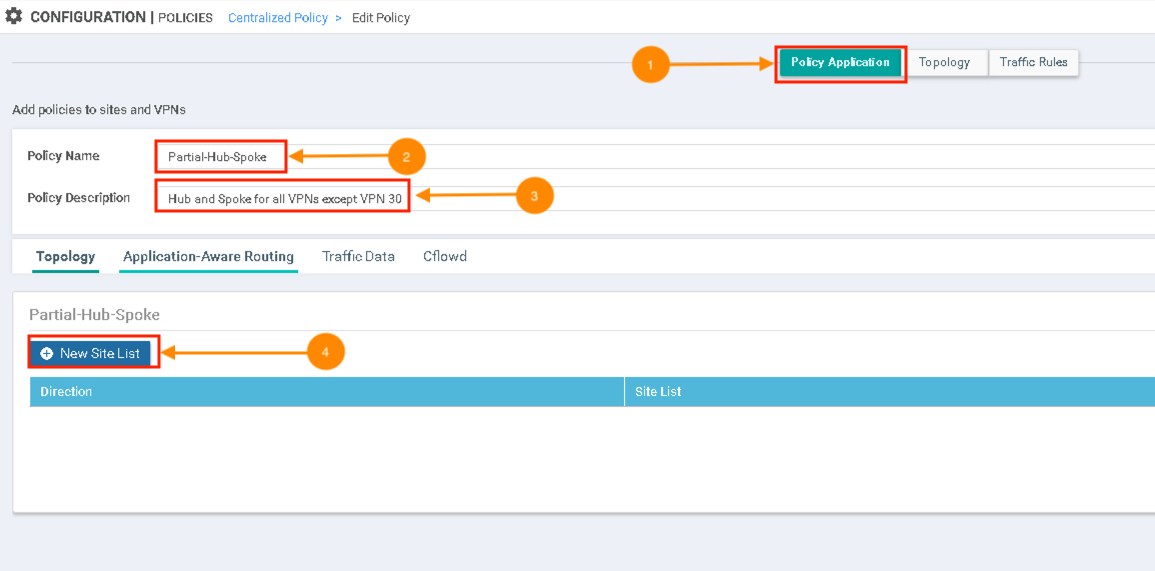 CONFIGURATION | POLICIES Centralized Policy > Edit Policy
1 Policy Application Topology Traffic Rules
Add policies to sites and VPNs
Policy Name Partial-Hub-Spoke 2
Policy Description Hub and Spoke for all VPNs except VPN 30 3
Topology Application-Aware Routing Traffic Data Cflowd
Partial-Hub-Spoke
New Site List 4
Direction Site List